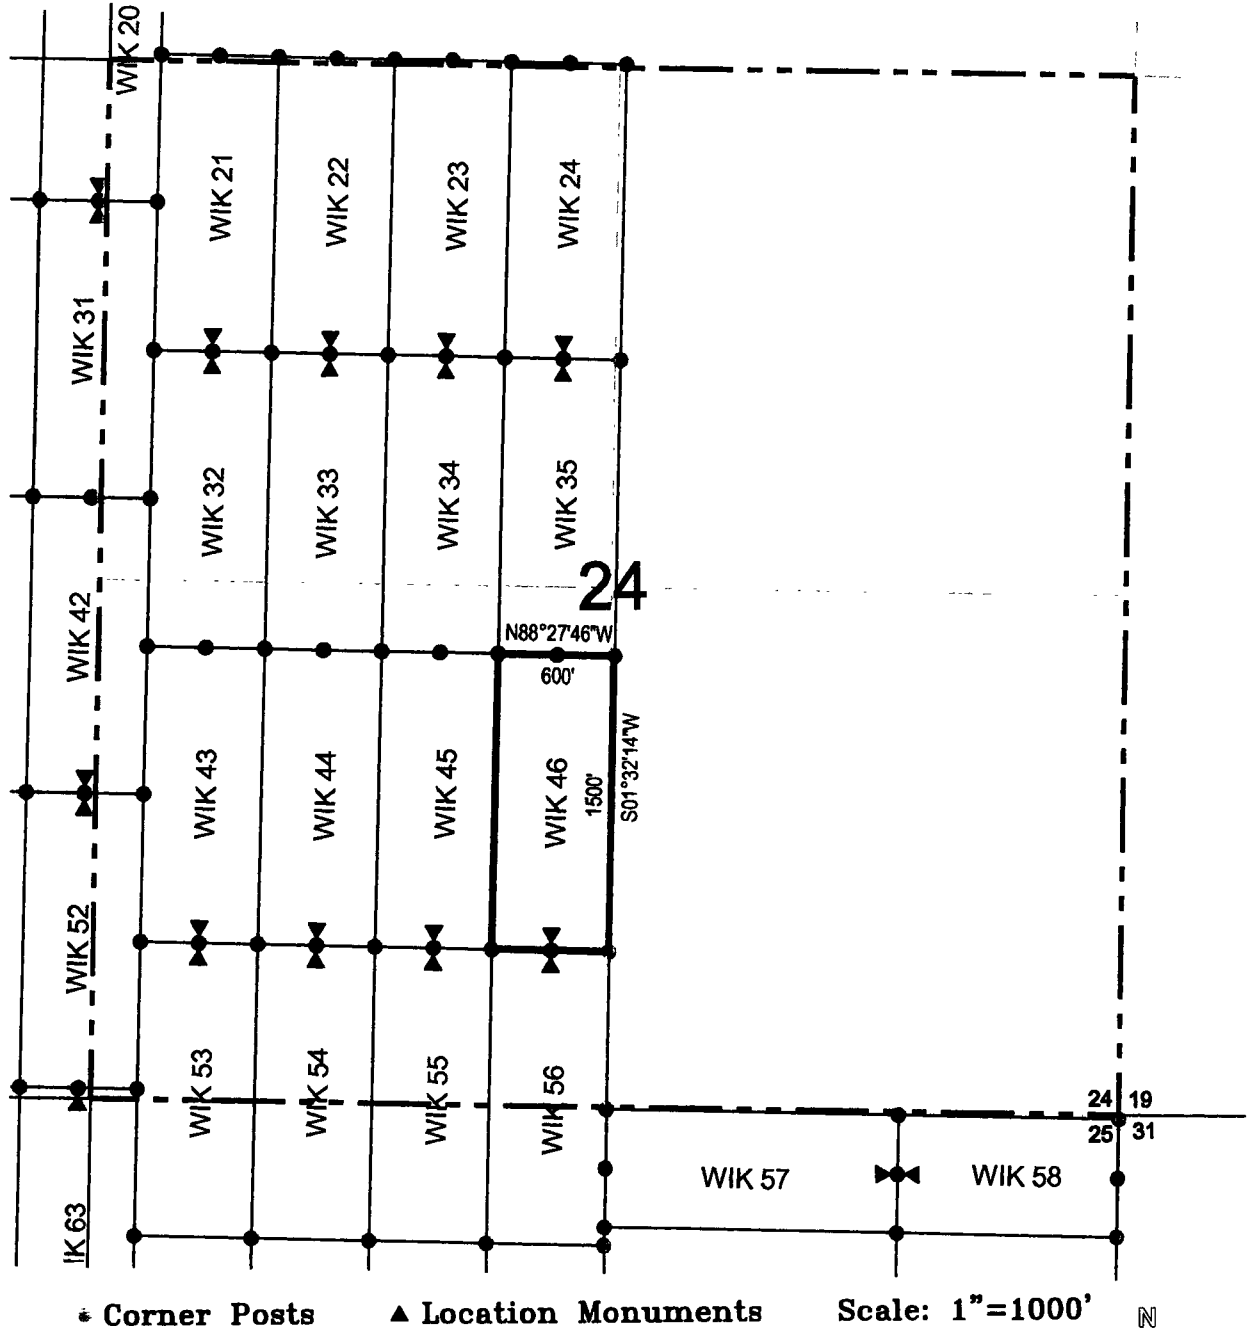 WIK 20
WIK 21
WIK 22
WIK 23
WIK 24
WIK 31
WIK 32
WIK 33
WIK 34
WIK 35
24
WIK 42
N88°27'46"W
600'
WIK 43
WIK 44
WIK 45
WIK 46
1500'
S01°32'14"W
WIK 52
WIK 53
WIK 54
WIK 55
WIK 56
24 19
25 31
WIK 57
WIK 58
IK 63
Corner Posts ▲ Location Monuments Scale: 1"=1000' N